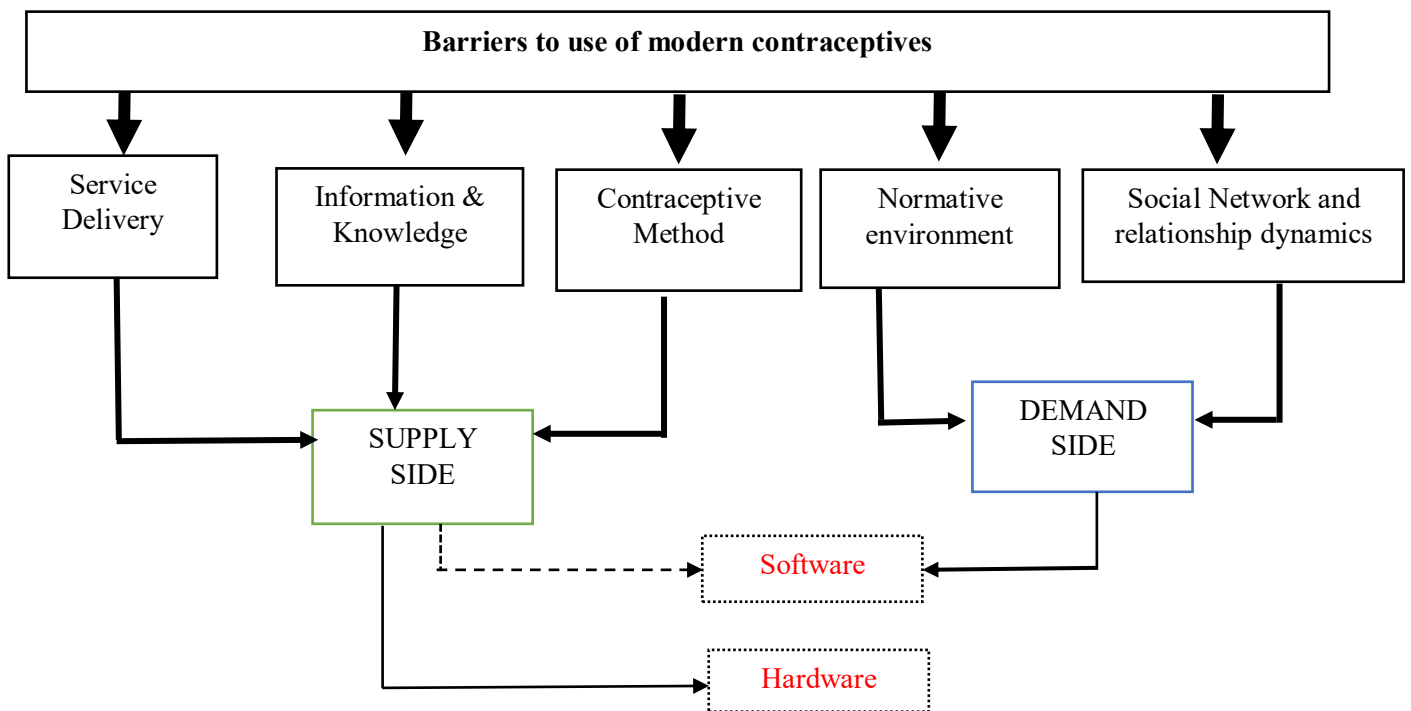 Barriers to use of modern contraceptives
Service
Delivery
Information &
Knowledge
Contraceptive
Method
Normative
environment
Social Network and
relationship dynamics
SUPPLY
SIDE
DEMAND
SIDE
Software
Hardware